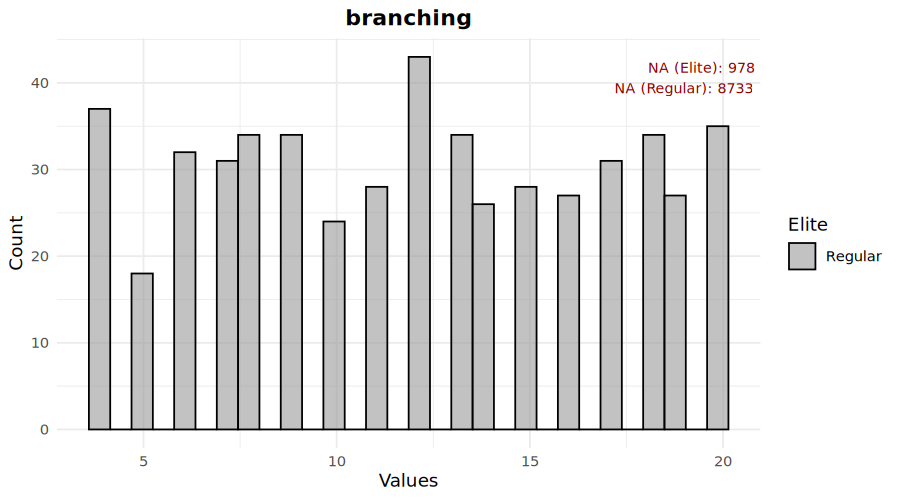 branching
NA (Elite): 978
NA (Regular): 8733
40
30
20
10
0
Count
5
10
15
20
Values
Elite
Regular